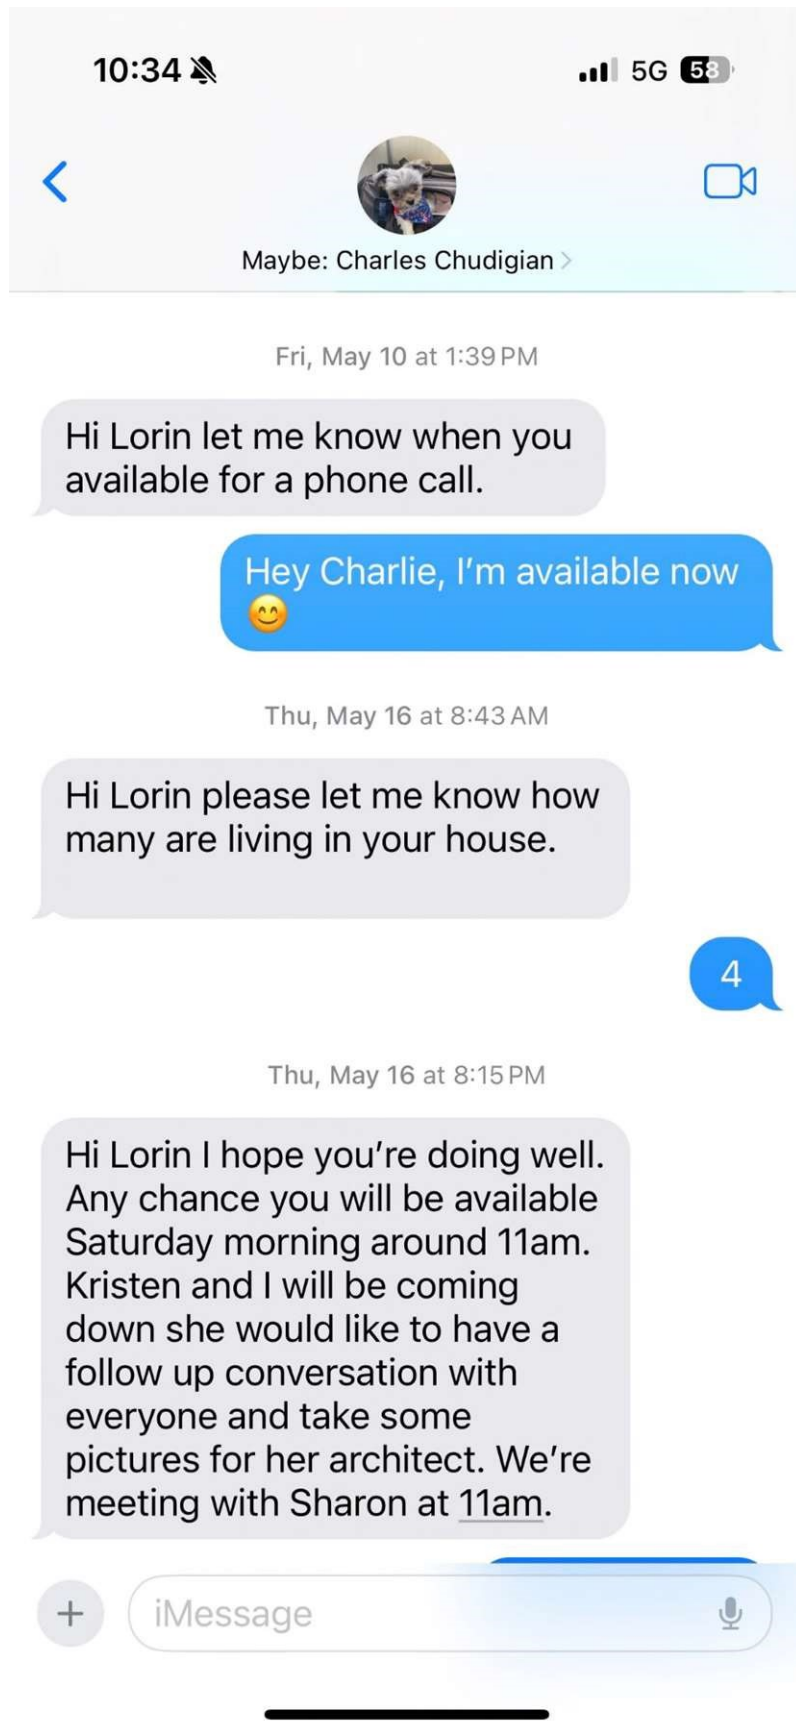 10:34
5G 58
Maybe: Charles Chudigian
Fri, May 10 at 1:39 PM
Hi Lorin let me know when you
available for a phone call.
Hey Charlie, I’m available now
😊
Thu, May 16 at 8:43 AM
Hi Lorin please let me know how
many are living in your house.
4
Thu, May 16 at 8:15 PM
Hi Lorin I hope you’re doing well.
Any chance you will be available
Saturday morning around 11am.
Kristen and I will be coming
down she would like to have a
follow up conversation with
everyone and take some
pictures for her architect. We’re
meeting with Sharon at 11am.
iMessage